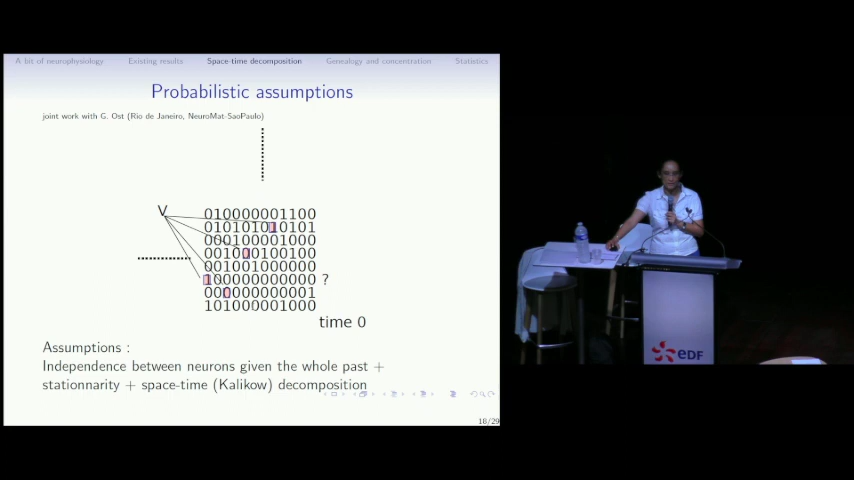 A bit of neurophysiology Existing results Space-time decomposition Genealogy and concentration Statistics
Probabilistic assumptions
joint work with G. Ost (Rio de Janeiro, NeuroMat-SaoPaulo)
V
010000001100
010101010101
000100001000
001000100100
001001000000
100000000000 ?
000000000001
101000001000
time 0
Assumptions :
Independence between neurons given the whole past +
stationnarity + space-time (Kalikow) decomposition
18/29
eDF